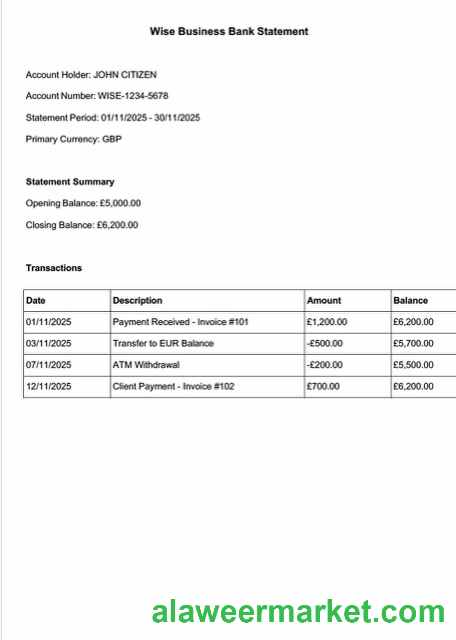 Wise Business Bank Statement
Account Holder: JOHN CITIZEN
Account Number: WISE-1234-5678
Statement Period: 01/11/2025 - 30/11/2025
Primary Currency: GBP
Statement Summary
Opening Balance: £5,000.00
Closing Balance: £6,200.00
Transactions
Date Description Amount Balance
01/11/2025 Payment Received - Invoice #101 £1,200.00 £6,200.00
03/11/2025 Transfer to EUR Balance -£500.00 £5,700.00
07/11/2025 ATM Withdrawal -£200.00 £5,500.00
12/11/2025 Client Payment - Invoice #102 £700.00 £6,200.00
alaweermarket.com